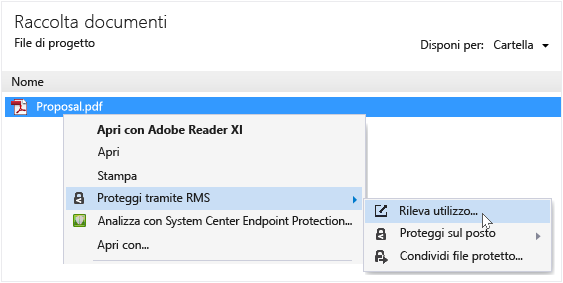 Raccolta documenti
File di progetto
Disponi per: Cartella
Nome
Proposal.pdf
Apri con Adobe Reader XI
Apri
Stampa
Proteggi tramite RMS
Analizza con System Center Endpoint Protection...
Apri con...
Rileva utilizzo...
Proteggi sul posto
Condividi file protetto...